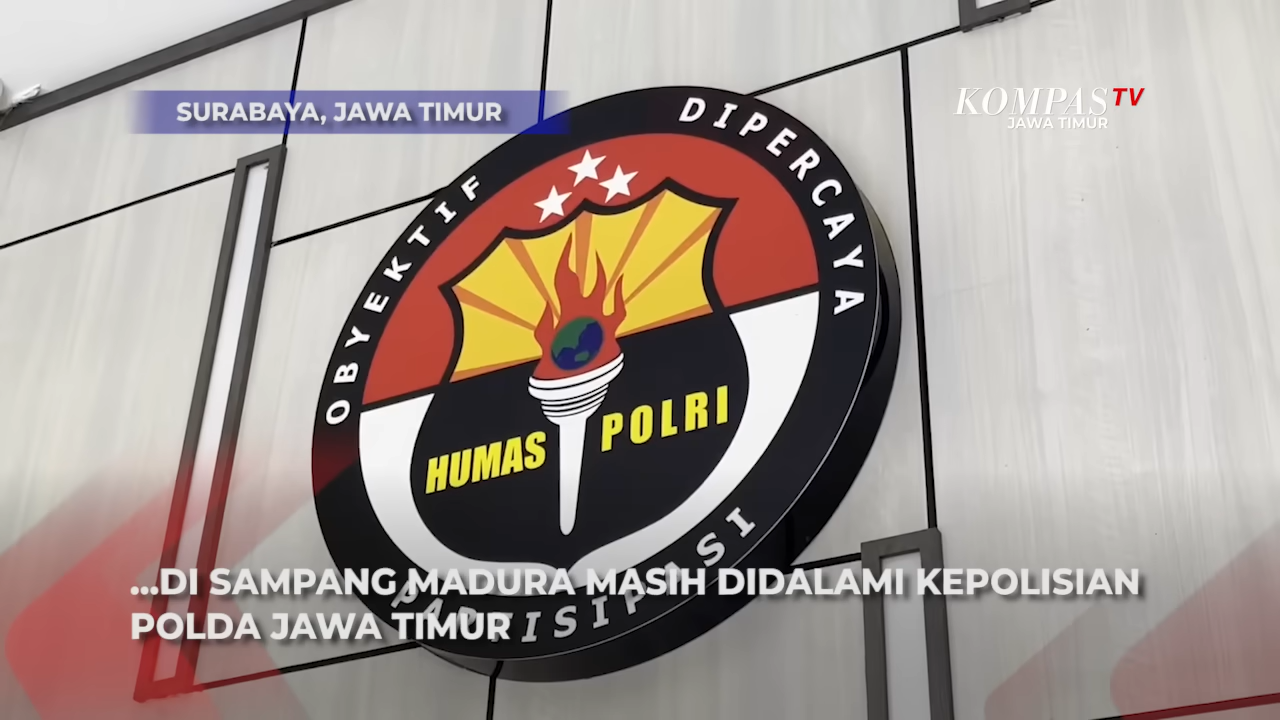 SURABAYA, JAWA TIMUR
KOMPAS TV
JAWA TIMUR
OBYEKTIF
DIPERCAYA
HUMAS POLRI
PARTISIPASI
...DI SAMPANG MADURA MASIH DIDALAMI KEPOLISIAN
POLDA JAWA TIMUR